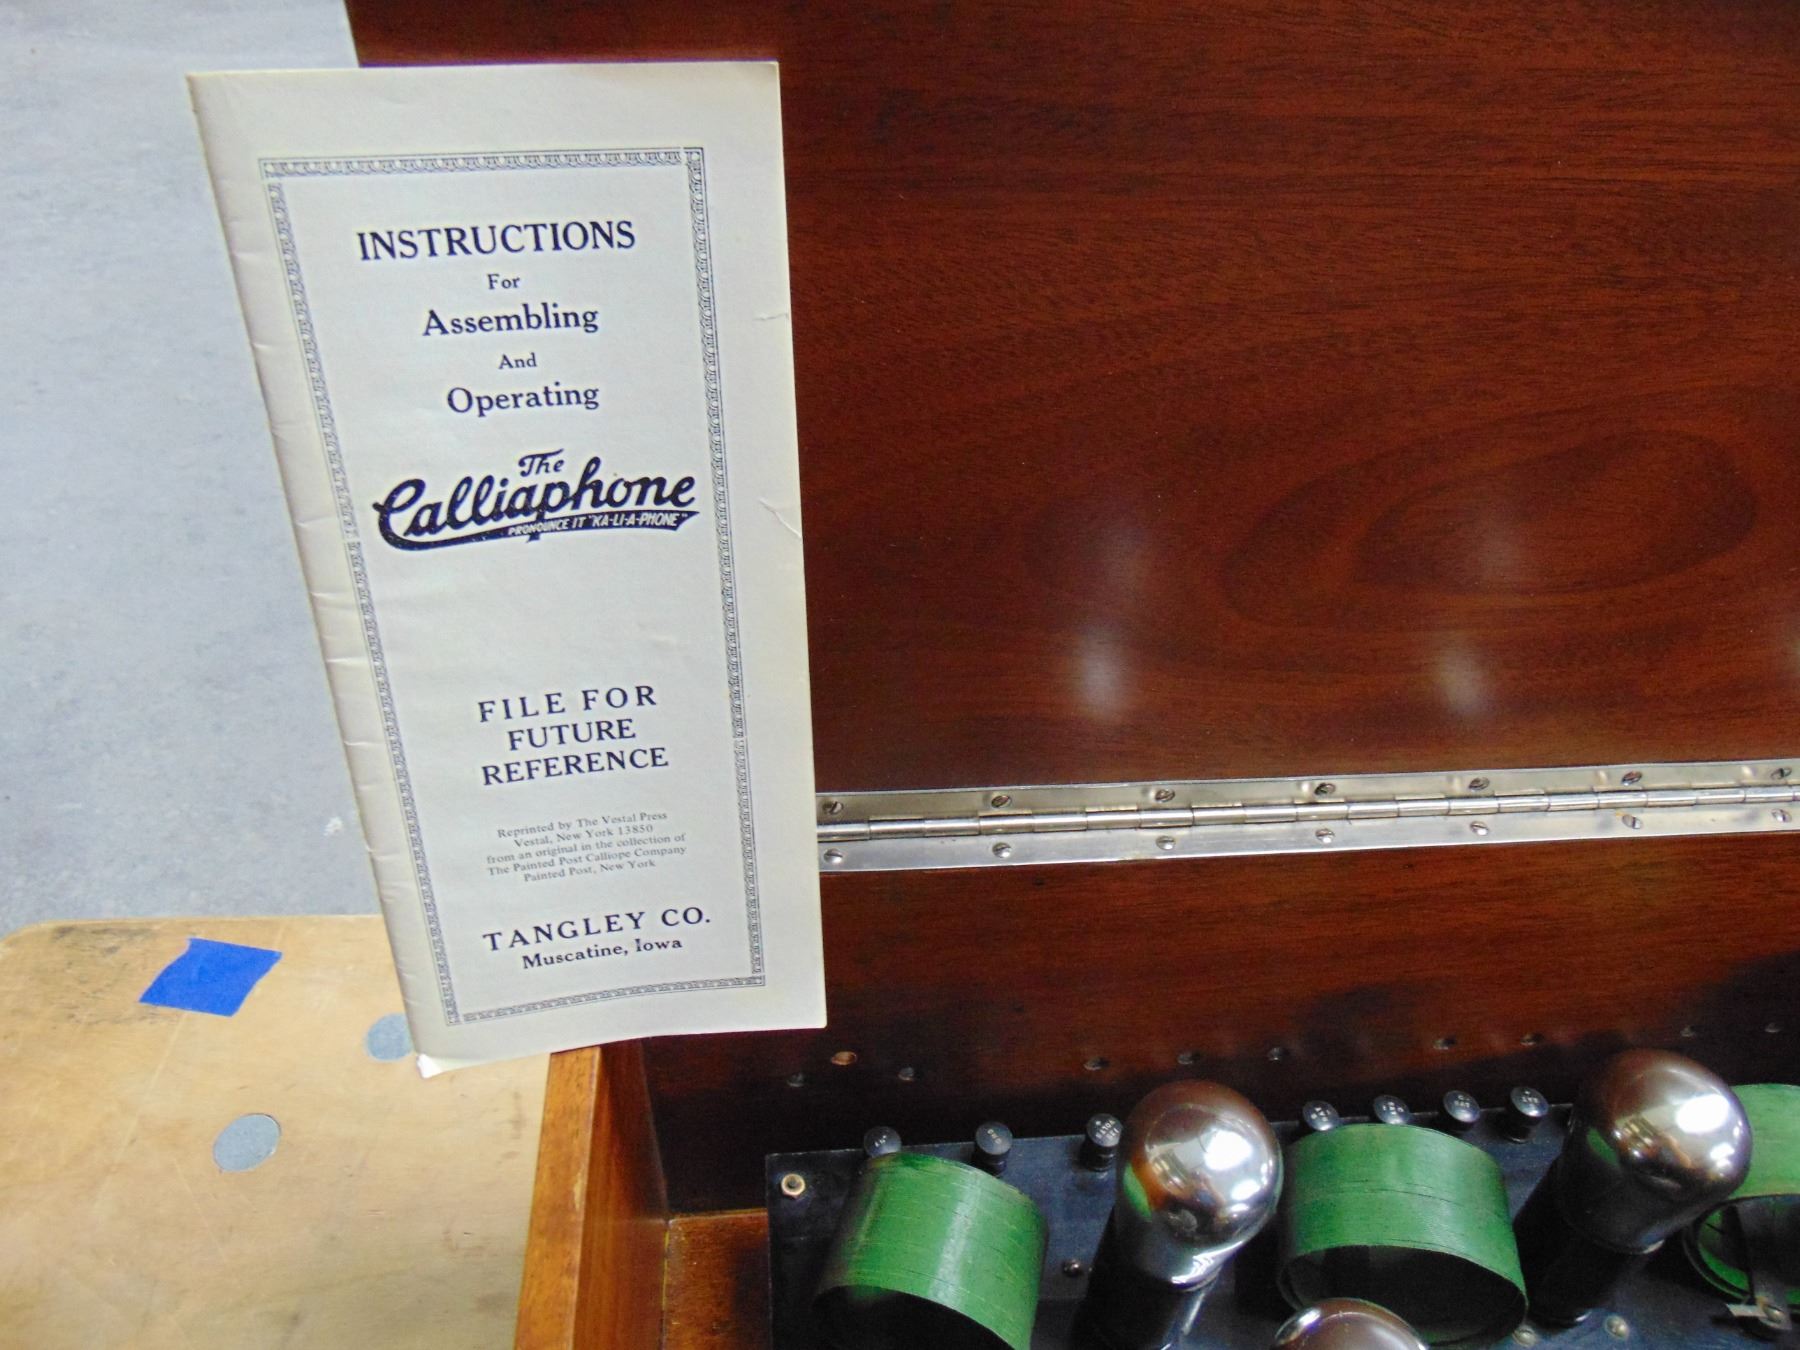 INSTRUCTIONS
For
Assembling
And
Operating
The
Calliaphone
PRONOUNCE IT "KA-LI-A-PHONE"
FILE FOR
FUTURE
REFERENCE
Reprinted by The Vestal Press
Vestal, New York 13850
from an original in the collection of
The Painted Post Calliope Company
Painted Post, New York
TANGLEY CO.
Muscatine, Iowa